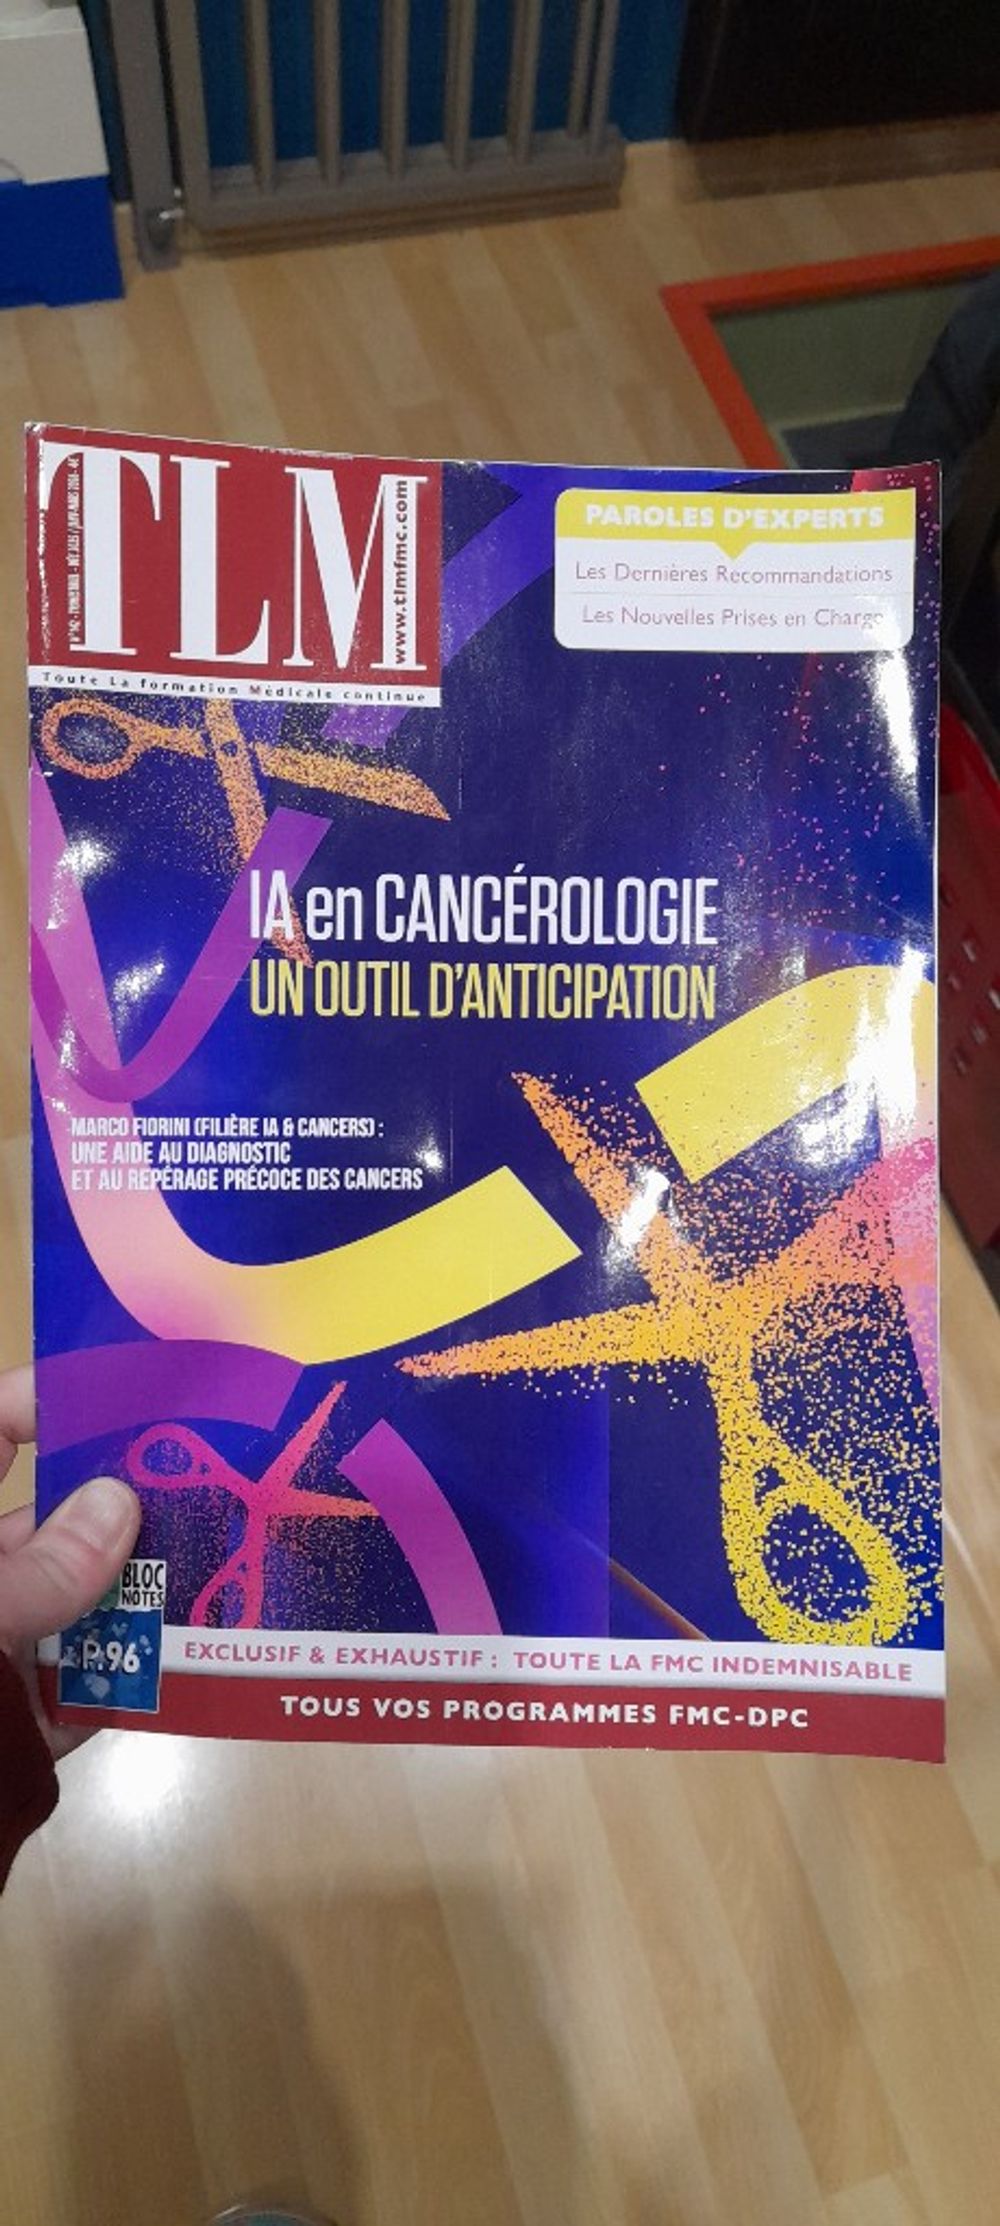 TLM
www.tlmfmc.com
Toute La formation Médicale continue
PAROLES D'EXPERTS
Les Dernières Recommandations
Les Nouvelles Prises en Charge
IA en CANCÉROLOGIE
UN OUTIL D'ANTICIPATION
MARCO FIORINI (FILIÈRE IA & CANCERS) :
UNE AIDE AU DIAGNOSTIC
ET AU REPÉRAGE PRÉCOCE DES CANCERS
BLOC
NOTES
P.96
EXCLUSIF & EXHAUSTIF : TOUTE LA FMC INDEMNISABLE
TOUS VOS PROGRAMMES FMC-DPC